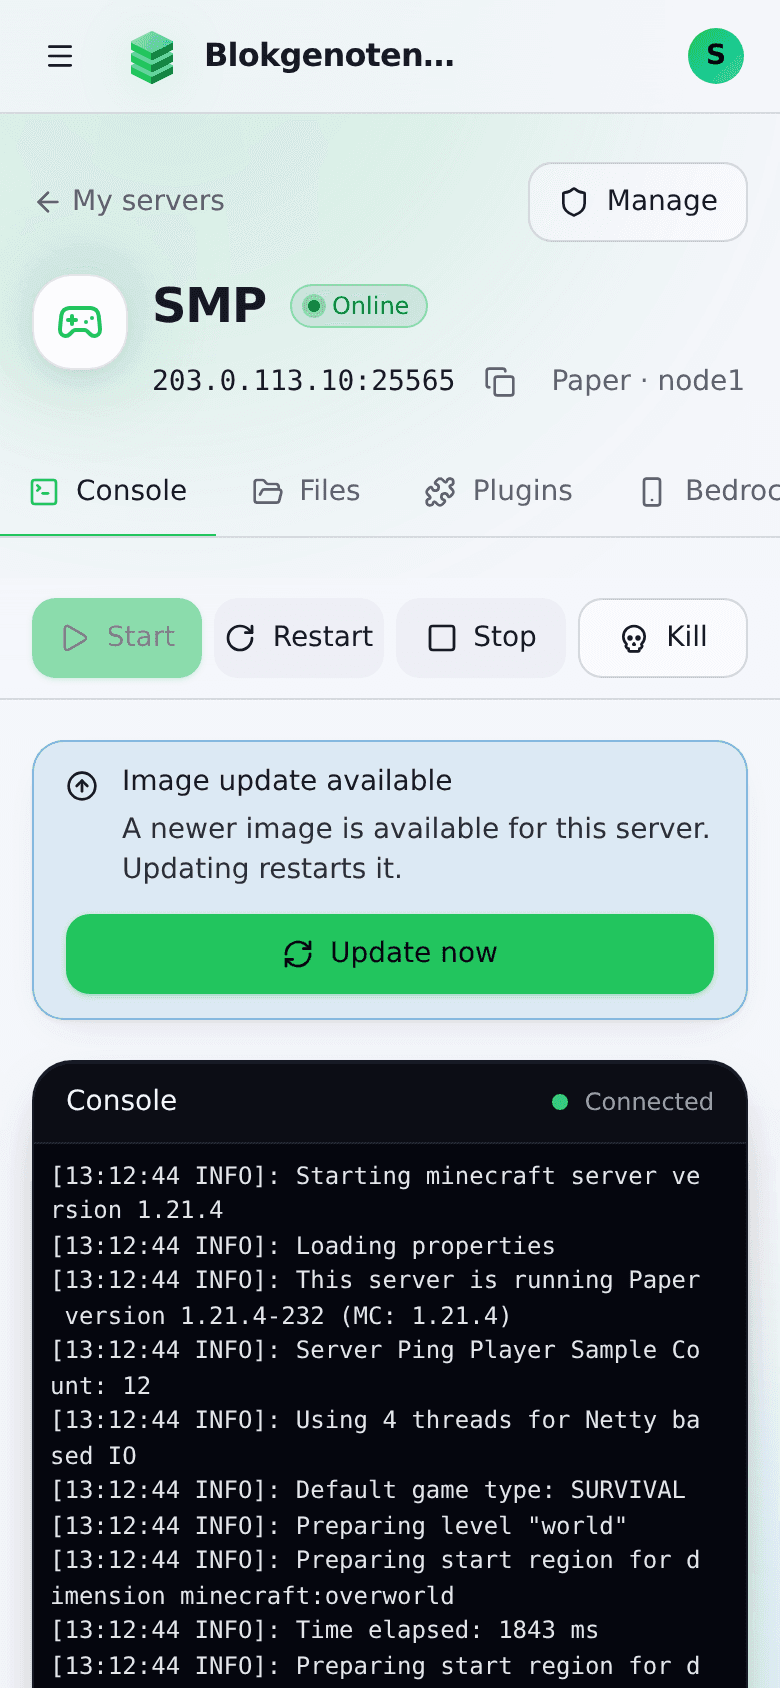 Blokgenoten...
S
My servers
Manage
SMP
Online
203.0.113.10:25565
Paper · node1
Console
Files
Plugins
Bedroc
Start
Restart
Stop
Kill
Image update available
A newer image is available for this server.
Updating restarts it.
Update now
Console
Connected
[13:12:44 INFO]: Starting minecraft server ve
rsion 1.21.4
[13:12:44 INFO]: Loading properties
[13:12:44 INFO]: This server is running Paper
 version 1.21.4-232 (MC: 1.21.4)
[13:12:44 INFO]: Server Ping Player Sample Co
unt: 12
[13:12:44 INFO]: Using 4 threads for Netty ba
sed IO
[13:12:44 INFO]: Default game type: SURVIVAL
[13:12:44 INFO]: Preparing level "world"
[13:12:44 INFO]: Preparing start region for d
imension minecraft:overworld
[13:12:44 INFO]: Time elapsed: 1843 ms
[13:12:44 INFO]: Preparing start region for d